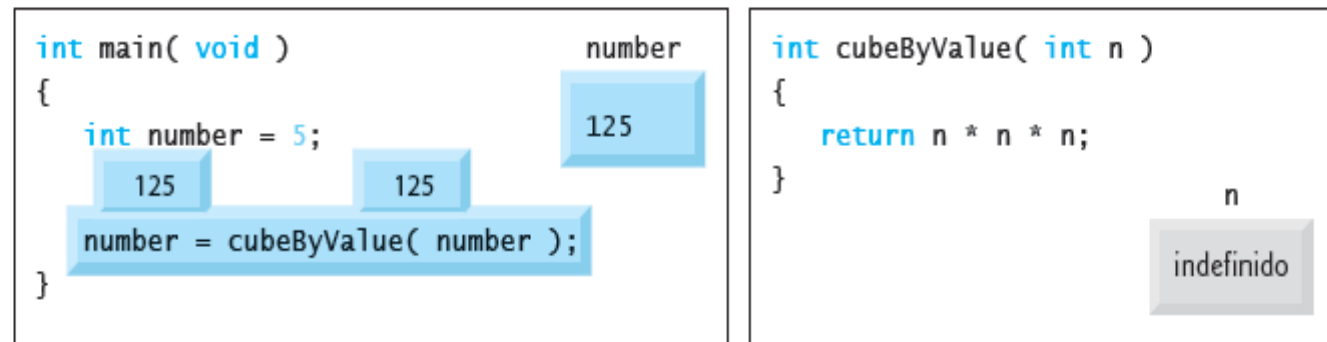 int main( void )
{
int number = 5;
125 125
number = cubeByValue( number );
}
number
125
int cubeByValue( int n )
{
return n * n * n;
}
n
indefinido